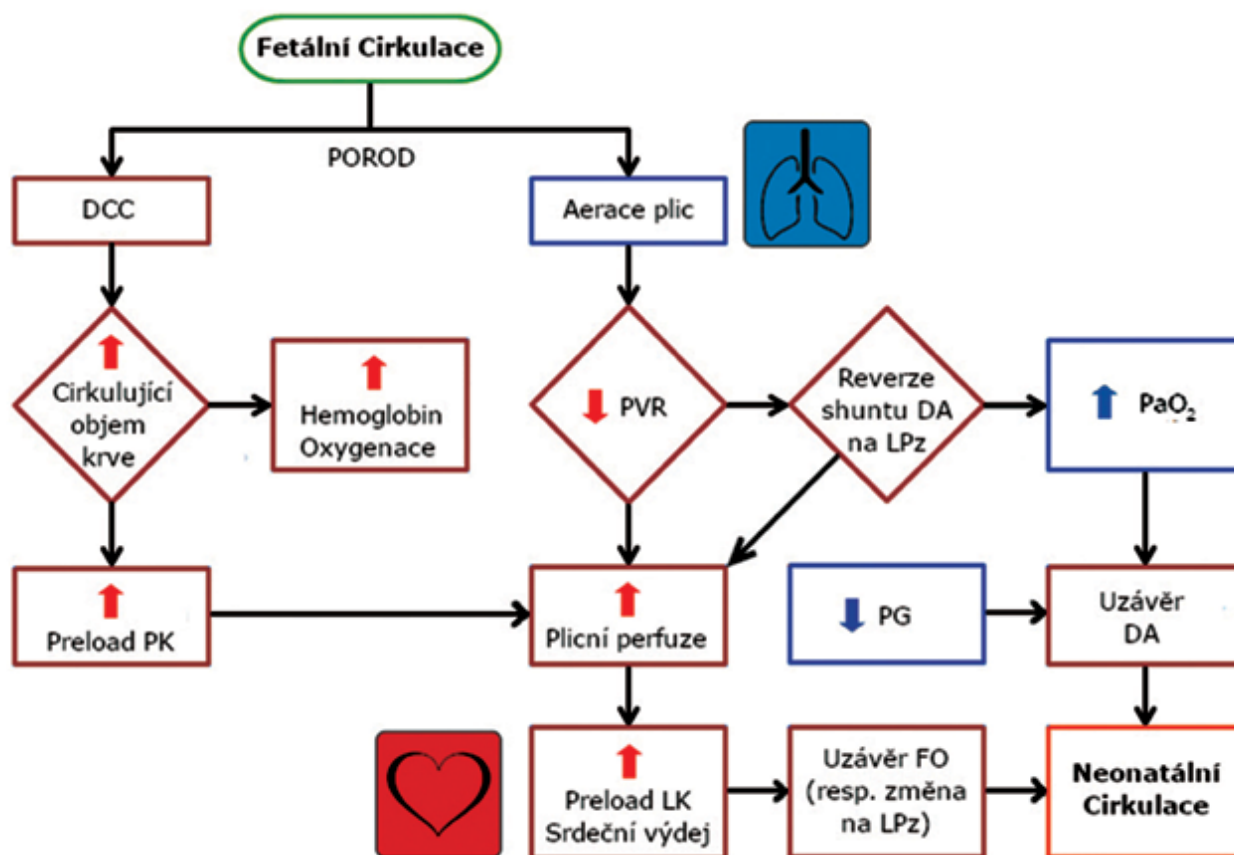 Fetální Cirkulace
POROD
DCC
Aerace plic
Cirkulující
objem
krve
Hemoglobin
Oxygenace
PVR
Reverze
shuntu DA
na LPz
PaO₂
Preload PK
Plicní perfuze
PG
Uzávěr
DA
Preload LK
Srdeční výdej
Uzávěr FO
(resp. změna
na LPz)
Neonatální
Cirkulace